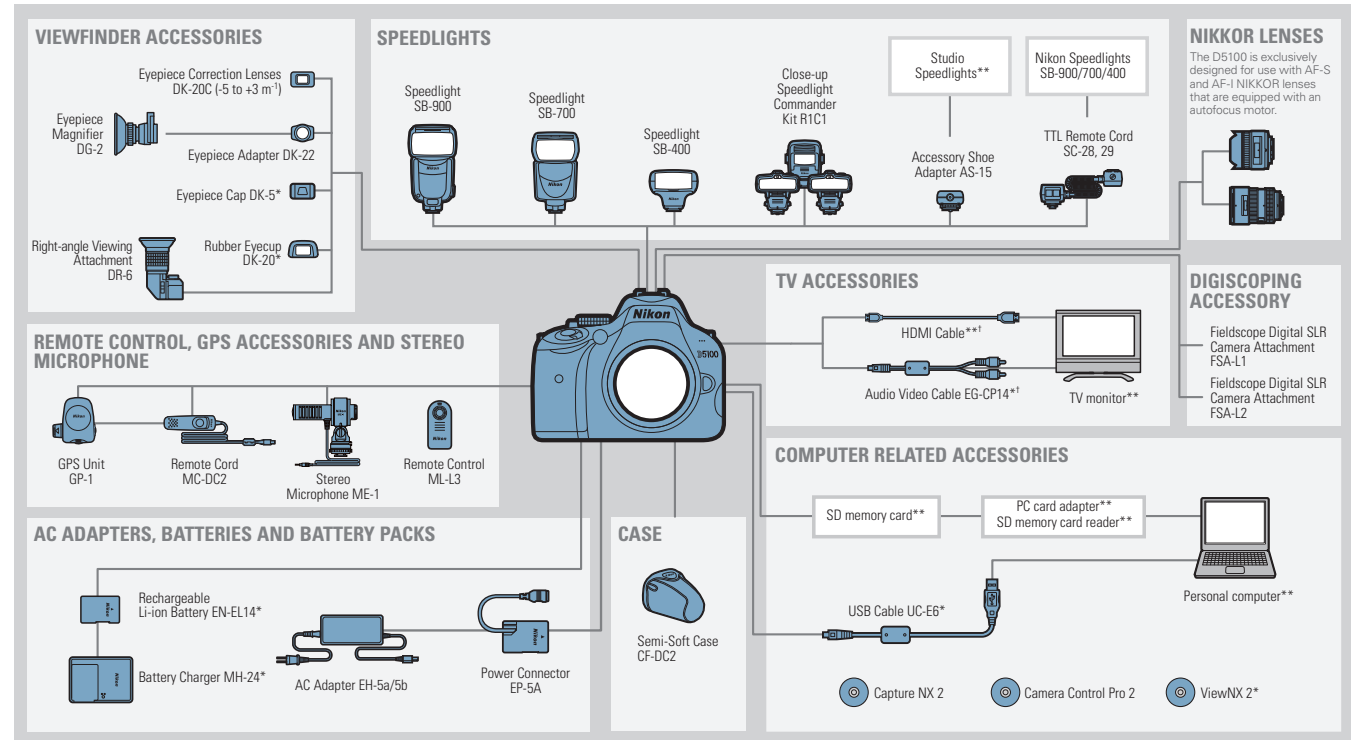 VIEWFINDER ACCESSORIES
Eyepiece Correction Lenses
DK-20C (-5 to +3 m-1)
Eyepiece
Magnifier
DG-2
Eyepiece Adapter DK-22
Eyepiece Cap DK-5*
Right-angle Viewing
Attachment
DR-6
Rubber Eyecup
DK-20*
SPEEDLIGHTS
Speedlight
SB-900
Speedlight
SB-700
Speedlight
SB-400
Close-up
Speedlight
Commander
Kit R1C1
Studio
Speedlights**
Accessory Shoe
Adapter AS-15
Nikon Speedlights
SB-900/700/400
TTL Remote Cord
SC-28, 29
Nikon
Nikon
Nikon
NIKKOR LENSES
The D5100 is exclusively
designed for use with AF-S
and AF-I NIKKOR lenses
that are equipped with an
autofocus motor.
REMOTE CONTROL, GPS ACCESSORIES AND STEREO
MICROPHONE
Nikon
GPS Unit
GP-1
Remote Cord
MC-DC2
Nikon
Stereo
Microphone ME-1
Nikon
Remote Control
ML-L3
Nikon
D5100
TV ACCESSORIES
HDMI Cable**†
Audio Video Cable EG-CP14*†
TV monitor**
DIGISCOPING
ACCESSORY
Fieldscope Digital SLR
Camera Attachment
FSA-L1
Fieldscope Digital SLR
Camera Attachment
FSA-L2
AC ADAPTERS, BATTERIES AND BATTERY PACKS
Nikon
Rechargeable
Li-ion Battery EN-EL14*
Nikon
Battery Charger MH-24*
AC Adapter EH-5a/5b
Nikon
Power Connector
EP-5A
CASE
Semi-Soft Case
CF-DC2
COMPUTER RELATED ACCESSORIES
SD memory card**
PC card adapter**
SD memory card reader**
Personal computer**
USB Cable UC-E6*
Capture NX 2
Camera Control Pro 2
ViewNX 2*